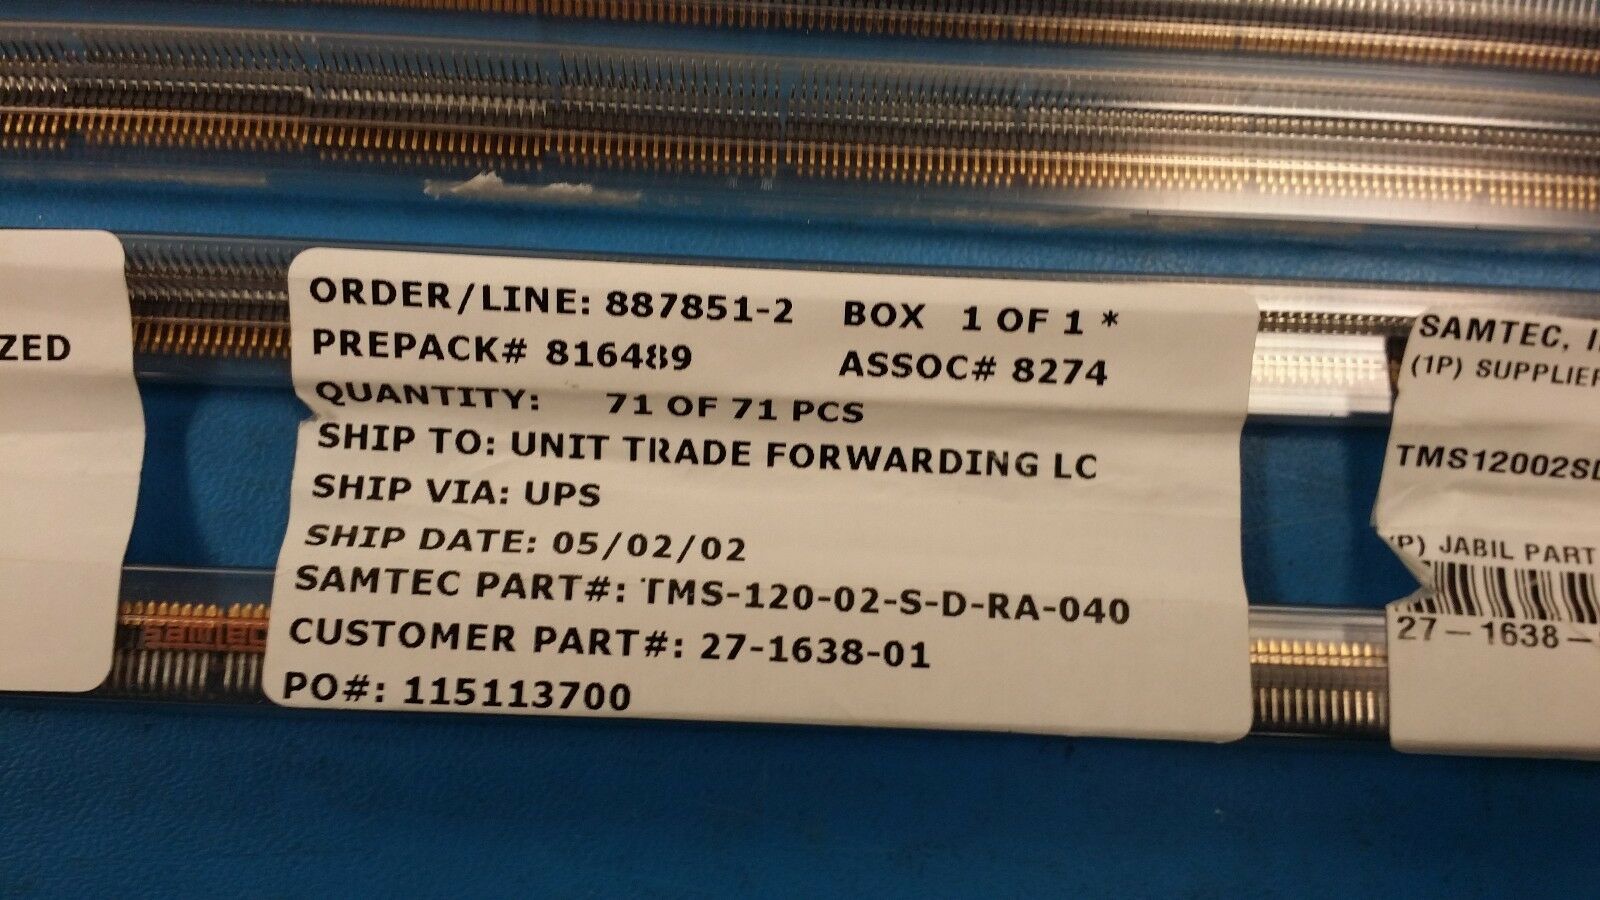 ZED
ORDER/LINE: 887851-2 BOX 1 OF 1 *
PREPACK# 816489 ASSOC# 8274
QUANTITY: 71 OF 71 PCS
SHIP TO: UNIT TRADE FORWARDING LC
SHIP VIA: UPS
SHIP DATE: 05/02/02
SAMTEC PART#: TMS-120-02-S-D-RA-040
CUSTOMER PART#: 27-1638-01
PO#: 115113700
samtec
SAMTEC, I
(1P) SUPPLIER
TMS12002SD
P) JABIL PART
27-1638-